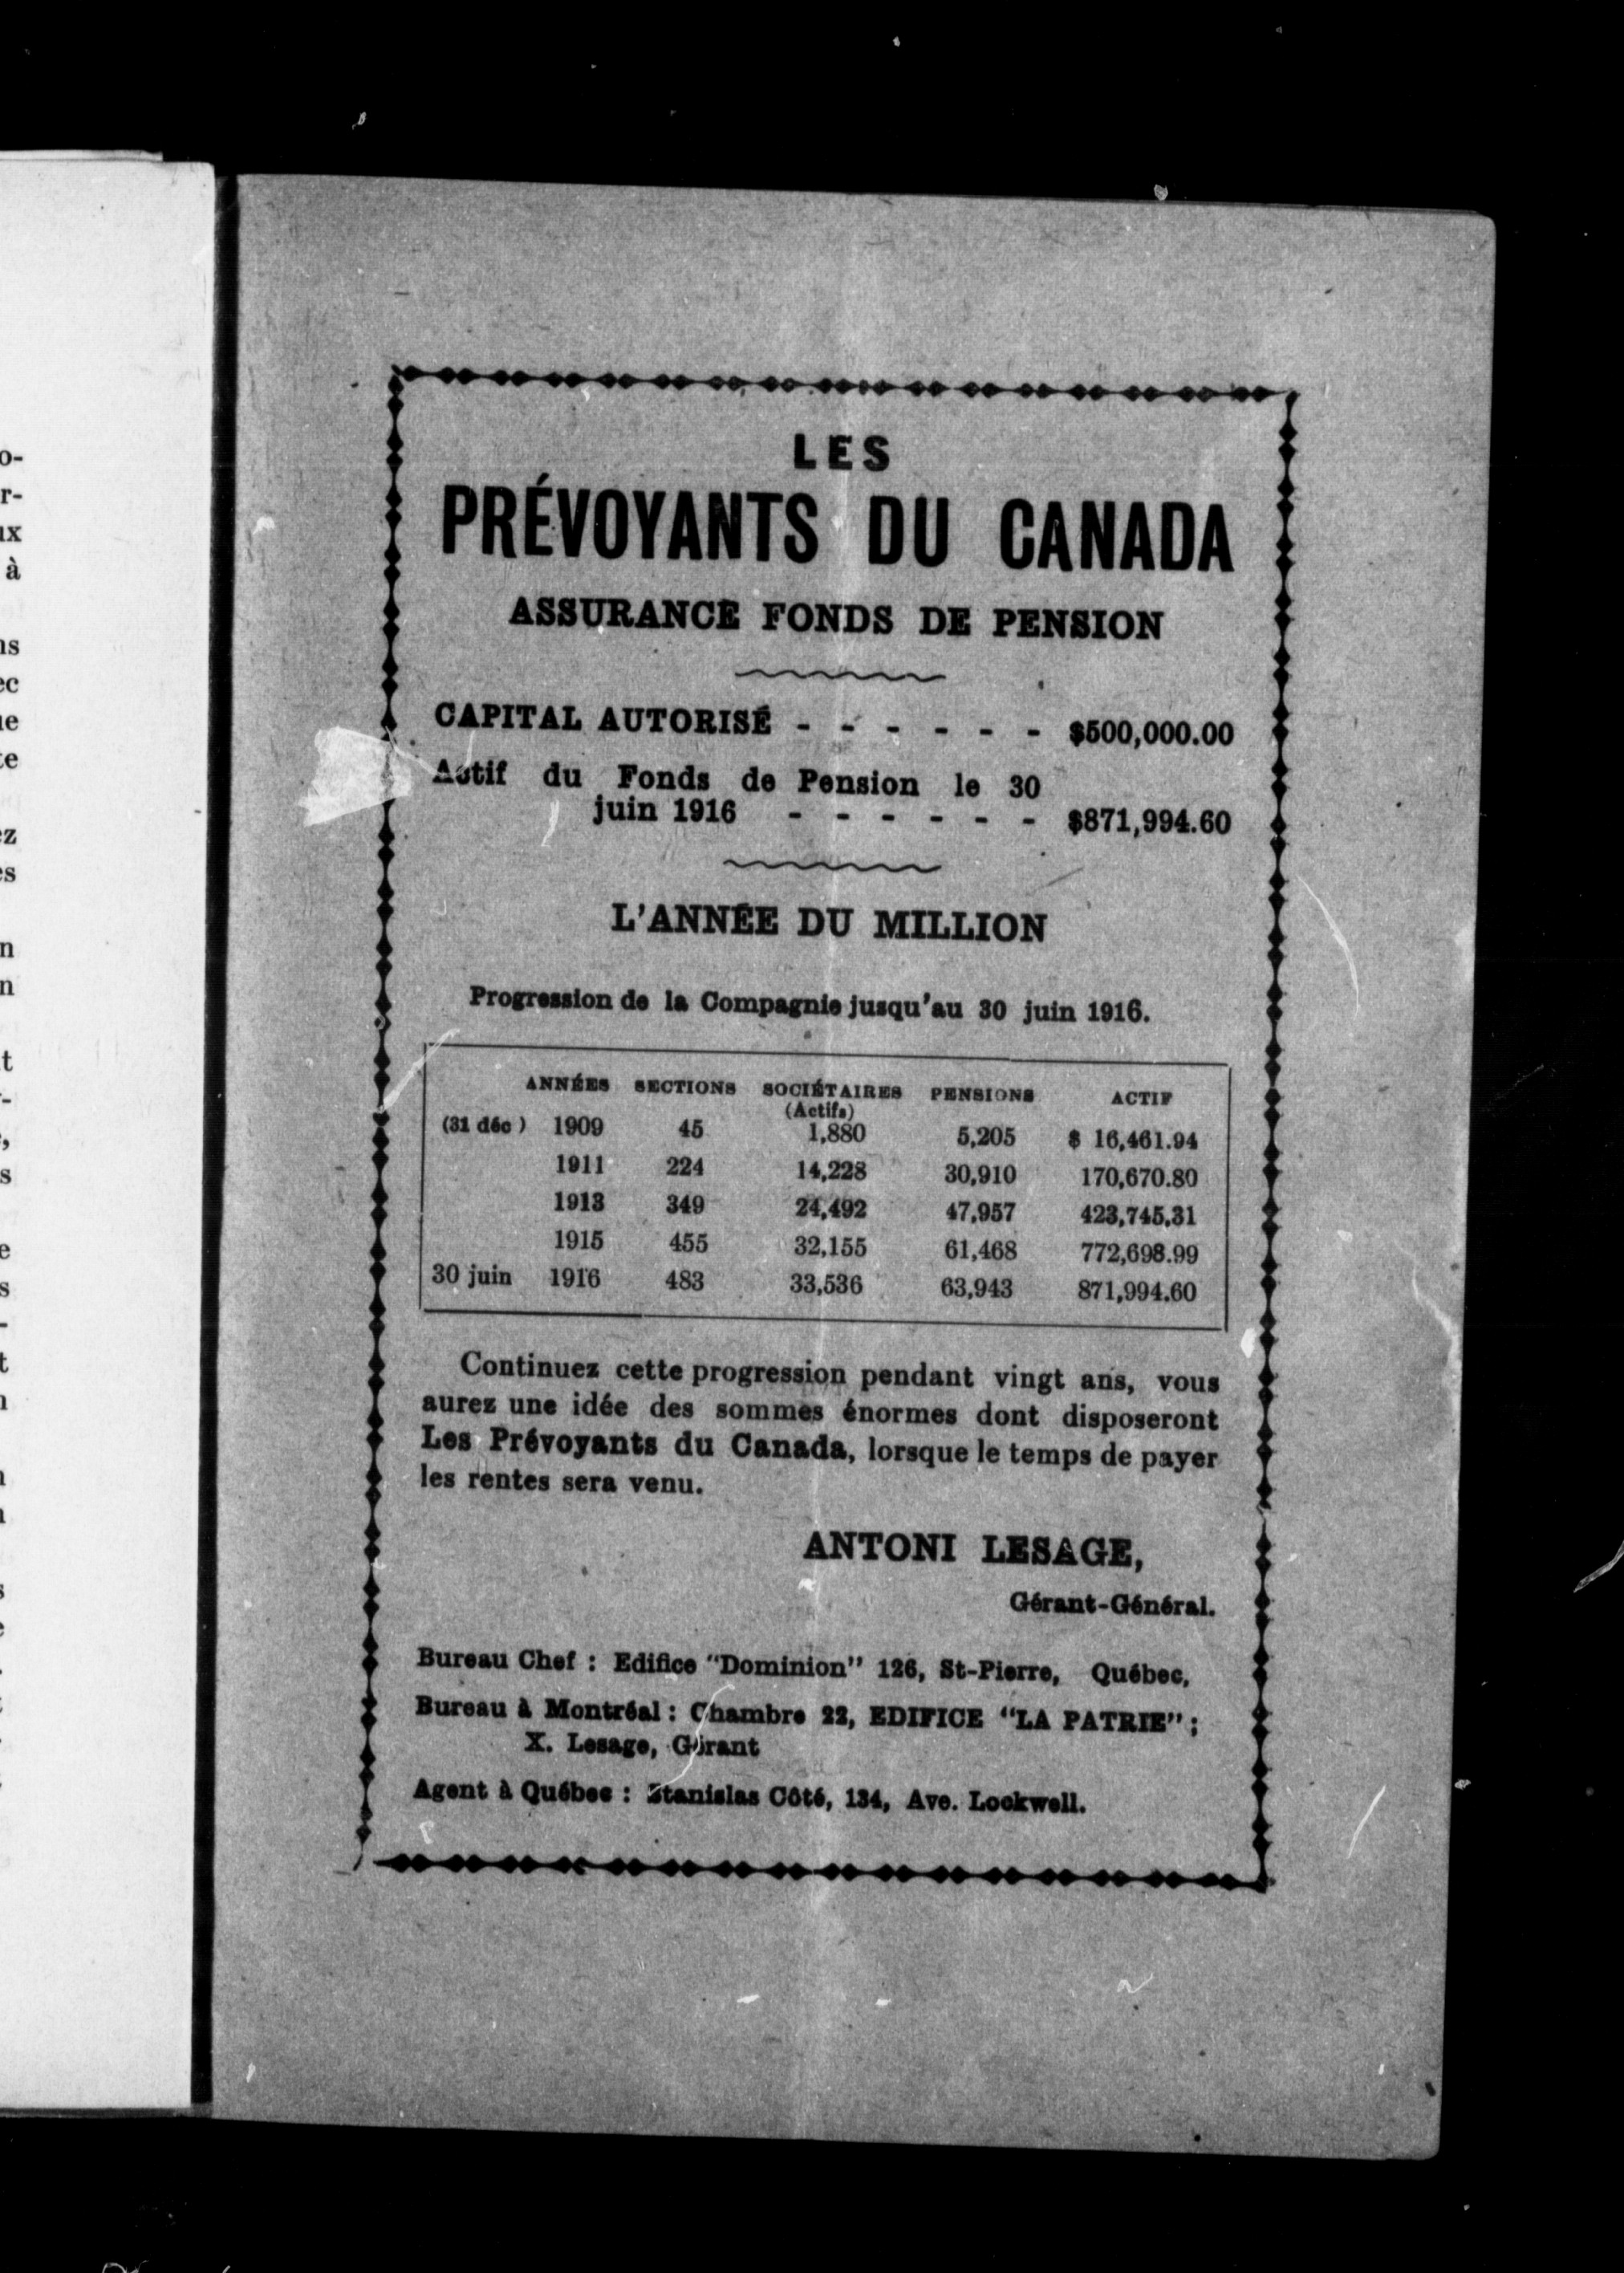 LES
PRÉVOYANTS DU CANADA
ASSURANCE FONDS DE PENSION
CAPITAL AUTORISÉ - - - - - - $500,000.00
Actif du Fonds de Pension le 30
juin 1916 - - - - - - $871,994.60
L'ANNÉE DU MILLION
Progression de la Compagnie jusqu'au 30 juin 1916.
ANNÉES SECTIONS SOCIÉTAIRES PENSIONS ACTIF
(Actifs)
(31 déc ) 1909 45 1,880 5,205 $ 16,461.94
1911 224 14,228 30,910 170,670.80
1913 349 24,492 47,957 423,745.31
1915 455 32,155 61,468 772,698.99
30 juin 1916 483 33,536 63,943 871,994.60
Continuez cette progression pendant vingt ans, vous
aurez une idée des sommes énormes dont disposeront
Les Prévoyants du Canada, lorsque le temps de payer
les rentes sera venu.
ANTONI LESAGE,
Gérant-Général.
Bureau Chef : Edifice "Dominion" 126, St-Pierre, Québec,
Bureau à Montréal : Chambre 22, EDIFICE "LA PATRIE" ;
X. Lesage, Gérant
Agent à Québec : Stanislas Côté, 134, Ave. Lockwell.